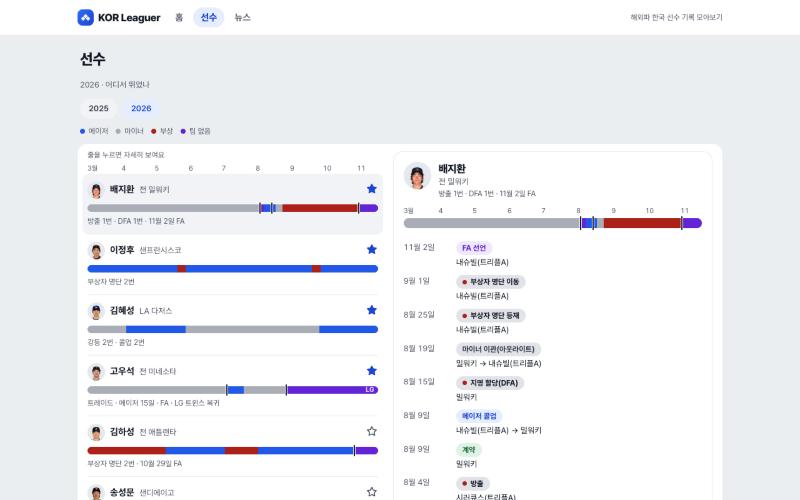 KOR Leaguer 홈 선수 뉴스 해외파 한국 선수 기록 모아보기
선수
2026 · 어디서 뛰었나
2025 2026
메이저 마이너 부상 팀 없음
줄을 누르면 자세히 보여요
3월 4 5 6 7 8 9 10 11
배지환 전 밀워키
방출 1번 · DFA 1번 · 11월 2일 FA
이정후 샌프란시스코
부상자 명단 2번
김혜성 LA 다저스
강등 2번 · 콜업 2번
고우석 전 미네소타
LG
트레이드 · 메이저 15일 · FA · LG 트윈스 복귀
김하성 전 애틀랜타
부상자 명단 2번 · 10월 29일 FA
송성문 샌디에이고
배지환
전 밀워키
방출 1번 · DFA 1번 · 11월 2일 FA
3월 4 5 6 7 8 9 10 11
11월 2일 FA 선언
내슈빌(트리플A)
9월 1일 부상자 명단 이동
내슈빌(트리플A)
8월 25일 부상자 명단 등재
내슈빌(트리플A)
8월 19일 마이너 이관(아웃라이트)
밀워키 → 내슈빌(트리플A)
8월 15일 지명 할당(DFA)
밀워키
8월 9일 메이저 콜업
내슈빌(트리플A) → 밀워키
8월 9일 계약
밀워키
8월 4일 방출
시러큐스(트리플A)